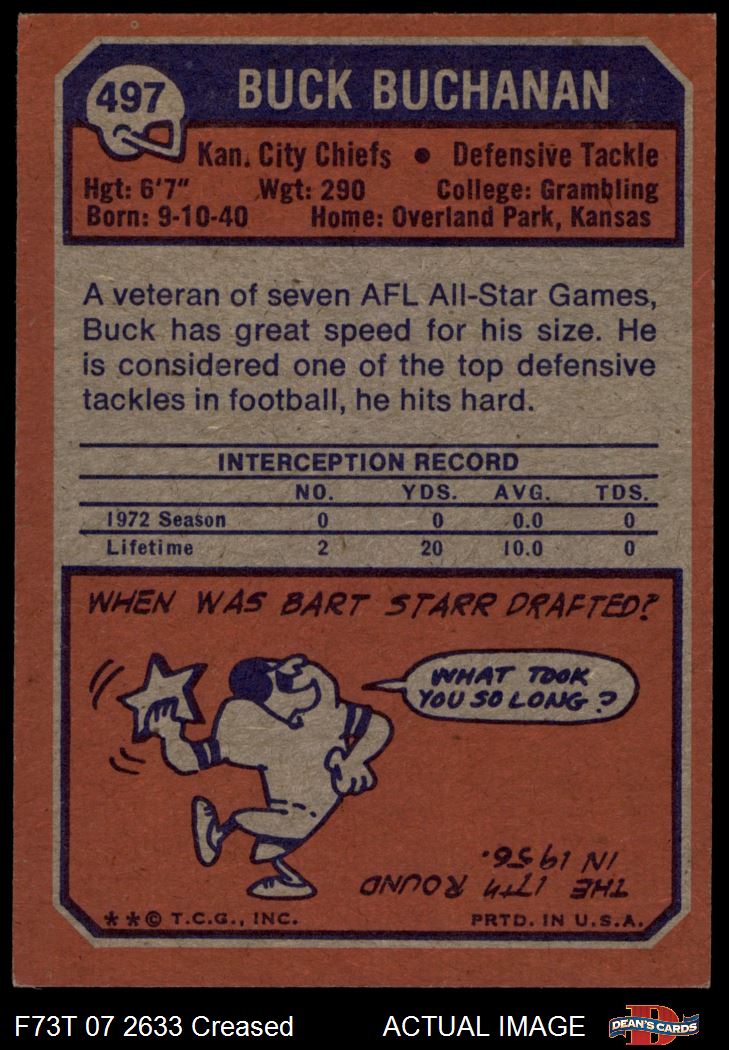 497
BUCK BUCHANAN
Kan. City Chiefs • Defensive Tackle
Hgt: 6'7" Wgt: 290 College: Grambling
Born: 9-10-40 Home: Overland Park, Kansas
A veteran of seven AFL All-Star Games,
Buck has great speed for his size. He
is considered one of the top defensive
tackles in football, he hits hard.
INTERCEPTION RECORD
NO. YDS. AVG. TDS.
1972 Season 0 0 0.0 0
Lifetime 2 20 10.0 0
WHEN WAS BART STARR DRAFTED?
WHAT TOOK
YOU SO LONG?
THE 17TH ROUND
IN 1956.
**© T.C.G., INC. PRTD. IN U.S.A.
F73T 07 2633 Creased ACTUAL IMAGE
D
DEAN'S CARDS